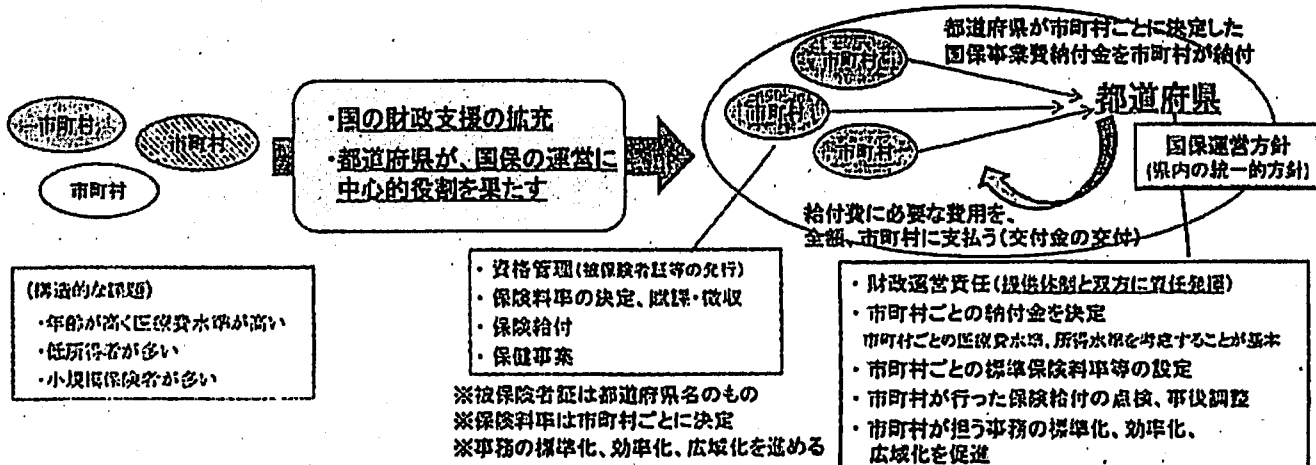 市町村
市町村
市町村
・国の財政支援の拡充
・都道府県が、国保の運営に
中心的役割を果たす
都道府県が市町村ごとに決定した
国保事業費納付金を市町村が納付
市町村
市町村
市町村
都道府県
国保運営方針
(県内の統一的方針)
給付費に必要な費用を、
全額、市町村に支払う(交付金の交付)
(構造的な課題)
・年齢が高く医療費水準が高い
・低所得者が多い
・小規模保険者が多い
・資格管理(被保険者証等の発行)
・保険料率の決定、賦課・徴収
・保険給付
・保健事業
※被保険者証は都道府県名のもの
※保険料率は市町村ごとに決定
※事務の標準化、効率化、広域化を進める
・財政運営責任(提供体制と双方に責任発揮)
・市町村ごとの納付金を決定
市町村ごとの医療費水準、所得水準を考慮することが基本
・市町村ごとの標準保険料率等の設定
・市町村が行った保険給付の点検、事後調整
・市町村が担う事務の標準化、効率化、
広域化を促進